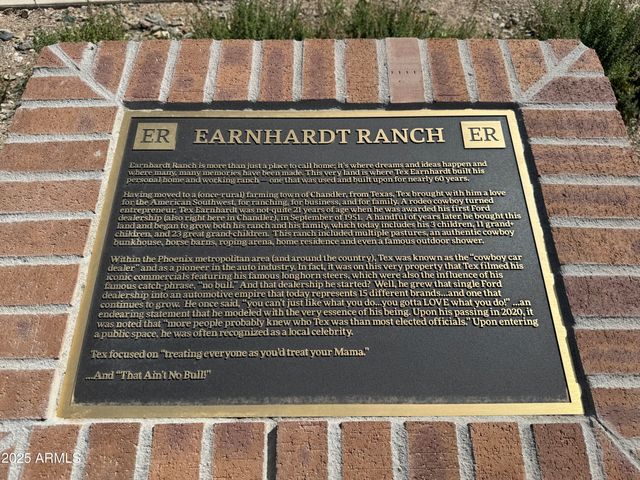 ER EARNHARDT RANCH ER
Earnhardt Ranch is more than just a place to call home; it's where dreams and ideas happen and
where many, many memories have been made. This very land is where Tex Earnhardt built his
personal home and working ranch — one that was used and built upon for nearly 60 years.
Having moved to a (once-rural) farming town of Chandler, from Texas, Tex brought with him a love
for the American Southwest, for ranching, for business, and for family. A rodeo cowboy turned
entrepreneur, Tex Earnhardt was not quite 21 years of age when he was awarded his first Ford
dealership (also right here in Chandler), in September of 1951. A handful of years later he bought this
land and began to grow both his ranch and his family, which today includes his 3 children, 11 grand-
children, and 23 great grand-children. This ranch included multiple pastures, an authentic cowboy
bunkhouse, horse barns, roping arena, home residence and even a famous outdoor shower.
Within the Phoenix metropolitan area (and around the country), Tex was known as the "cowboy car
dealer" and as a pioneer in the auto industry. In fact, it was on this very property that Tex filmed his
iconic commercials featuring his famous longhorn steers, which were also the influence of his
famous catch-phrase, "no bull." And that dealership he started? Well, he grew that single Ford
dealership into an automotive empire that today represents 15 different brands...and one that
continues to grow. He once said, "you can't just like what you do...you gotta LOVE what you do!" ...an
endearing statement that he modeled with the very essence of his being. Upon his passing in 2020, it
was noted that "more people probably knew who Tex was than most elected officials." Upon entering
a public space, he was often recognized as a local celebrity.
Tex focused on "treating everyone as you'd treat your Mama."
...And "That Ain't No Bull!"
2025 ARMLS